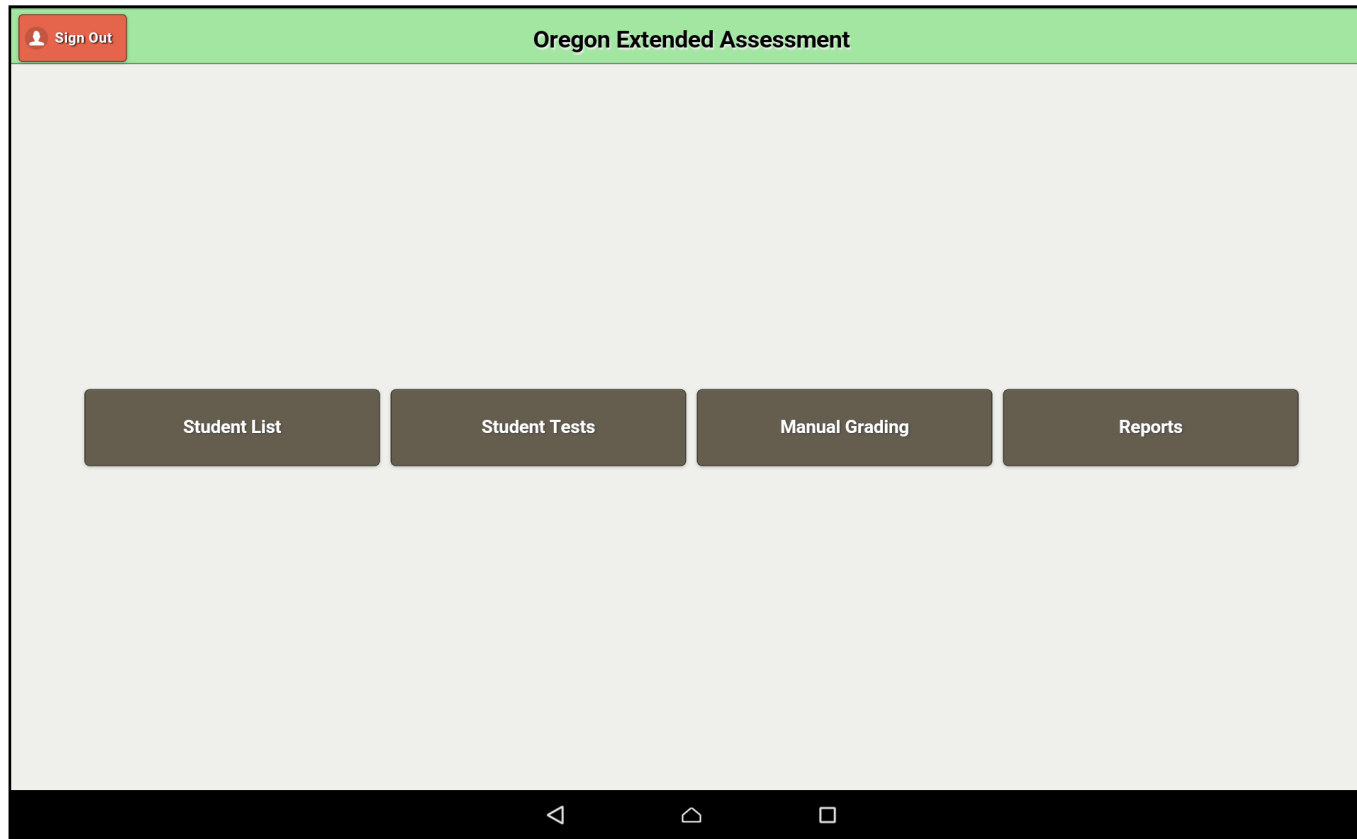 Sign Out
Oregon Extended Assessment
Student List
Student Tests
Manual Grading
Reports